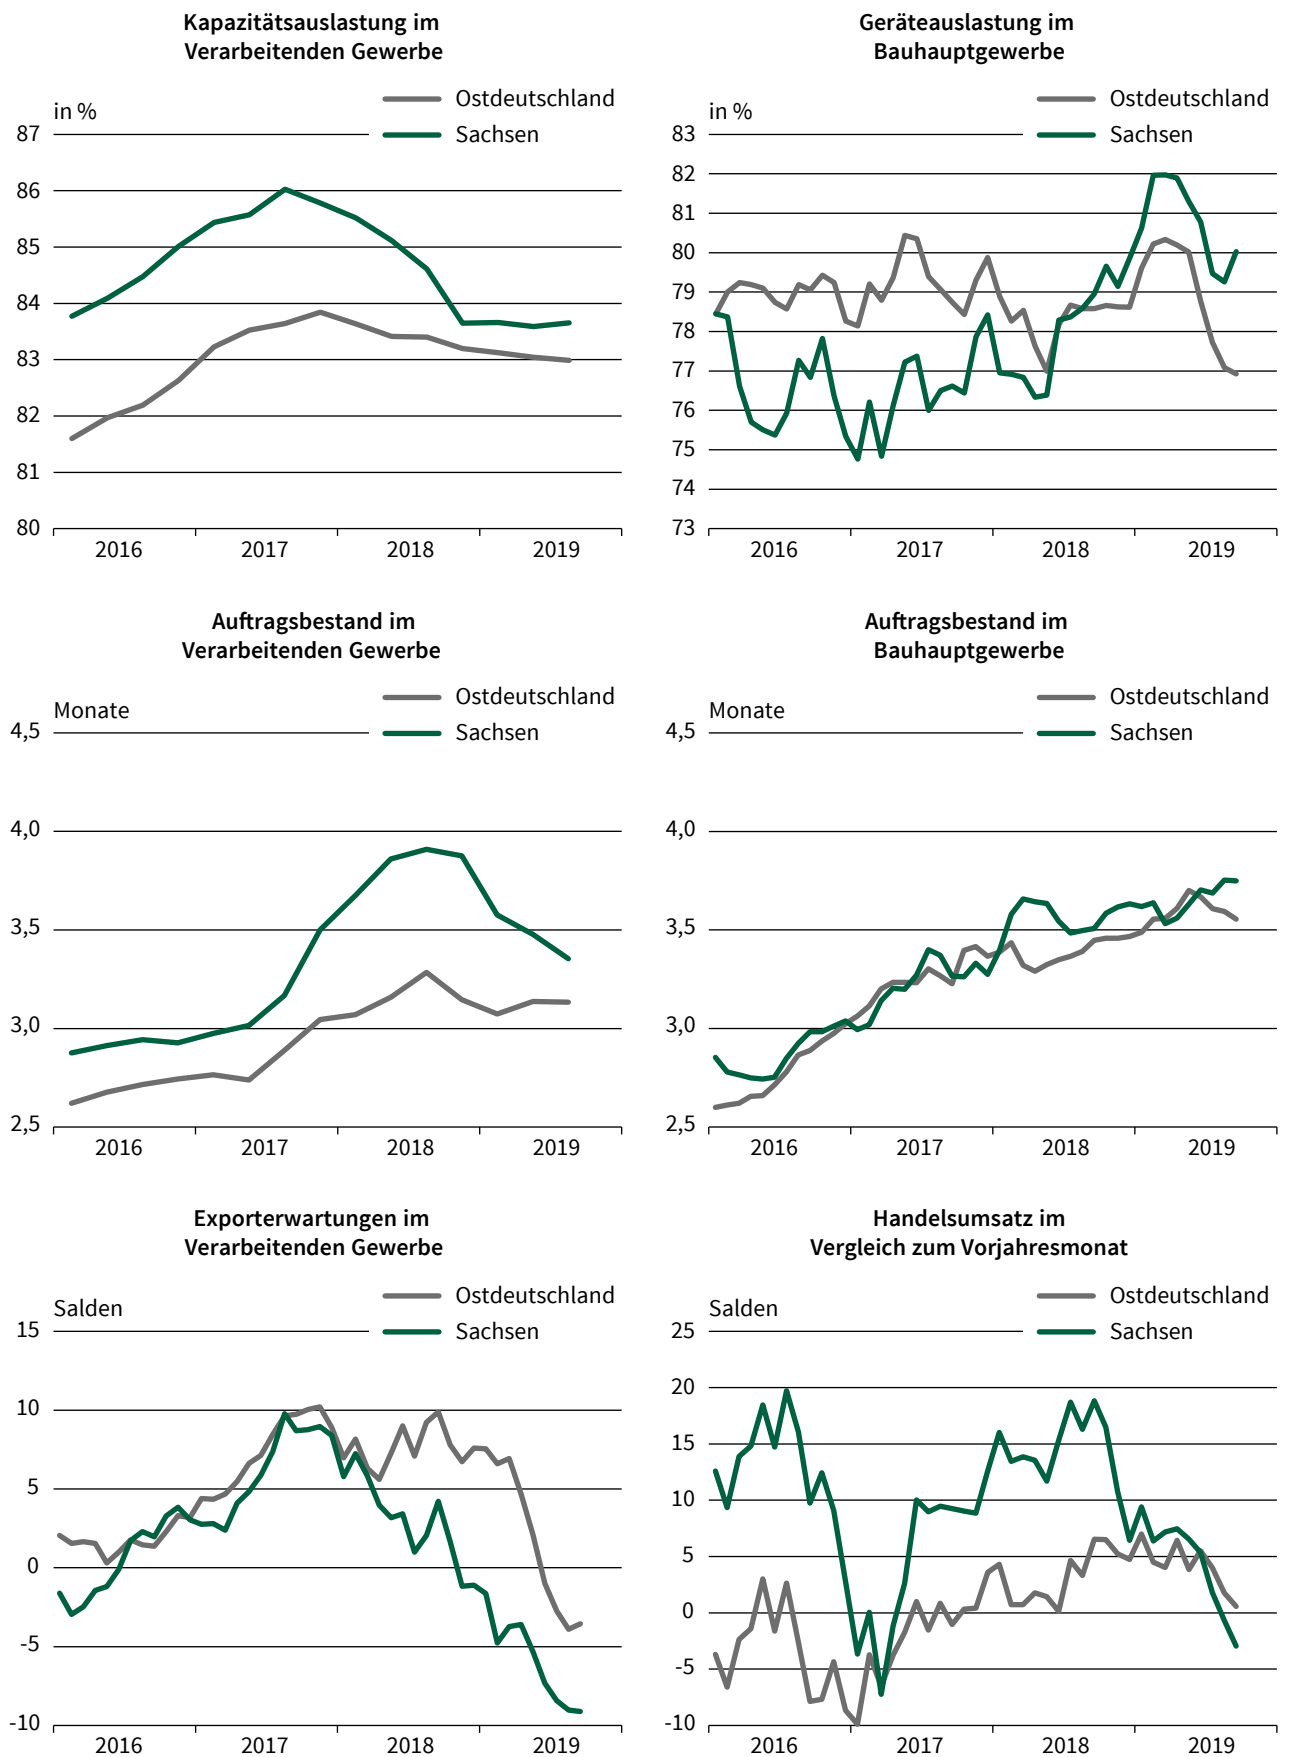 Kapazitätsauslastung im
Verarbeitenden Gewerbe
in %
Ostdeutschland
Sachsen
87
86
85
84
83
82
81
80
2016 2017 2018 2019
Geräteauslastung im
Bauhauptgewerbe
in %
Ostdeutschland
Sachsen
83
82
81
80
79
78
77
76
75
74
73
2016 2017 2018 2019
Auftragsbestand im
Verarbeitenden Gewerbe
Monate
Ostdeutschland
Sachsen
4,5
4,0
3,5
3,0
2,5
2016 2017 2018 2019
Auftragsbestand im
Bauhauptgewerbe
Monate
Ostdeutschland
Sachsen
4,5
4,0
3,5
3,0
2,5
2016 2017 2018 2019
Exporterwartungen im
Verarbeitenden Gewerbe
Salden
Ostdeutschland
Sachsen
15
10
5
0
-5
-10
2016 2017 2018 2019
Handelsumsatz im
Vergleich zum Vorjahresmonat
Salden
Ostdeutschland
Sachsen
25
20
15
10
5
0
-5
-10
2016 2017 2018 2019